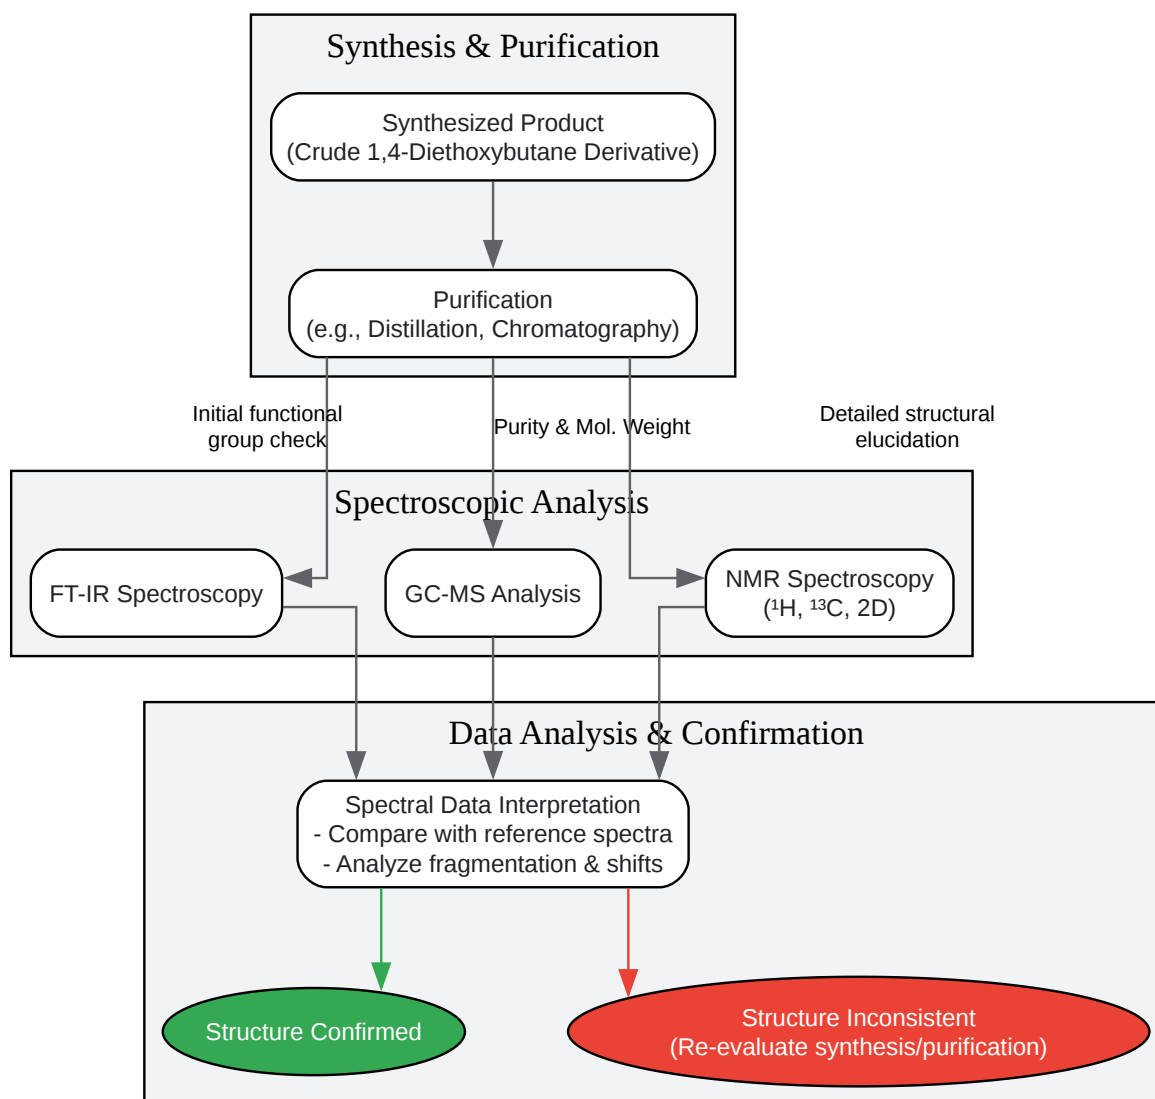 Synthesis & Purification
Synthesized Product
(Crude 1,4-Diethoxybutane Derivative)
Purification
(e.g., Distillation, Chromatography)
Initial functional
group check
Purity & Mol. Weight
Detailed structural
elucidation
Spectroscopic Analysis
FT-IR Spectroscopy
GC-MS Analysis
NMR Spectroscopy
(¹H, ¹³C, 2D)
Data Analysis & Confirmation
Spectral Data Interpretation
- Compare with reference spectra
- Analyze fragmentation & shifts
Structure Confirmed
Structure Inconsistent
(Re-evaluate synthesis/purification)